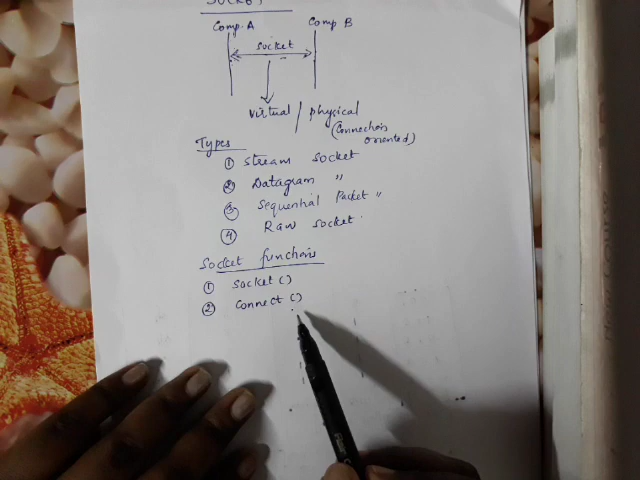 Socket
Comp. A Comp B
Socket
Virtual / physical
(Connection
oriented)
Types
① Stream Socket
② Datagram "
③ Sequential Packet "
④ Raw Socket
Socket functions
① Socket ()
② Connect ()